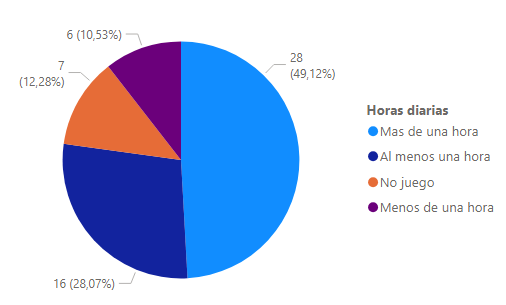 6 (10,53%)
28
(49,12%)
7
(12,28%)
16 (28,07%)
Horas diarias
Mas de una hora
Al menos una hora
No juego
Menos de una hora